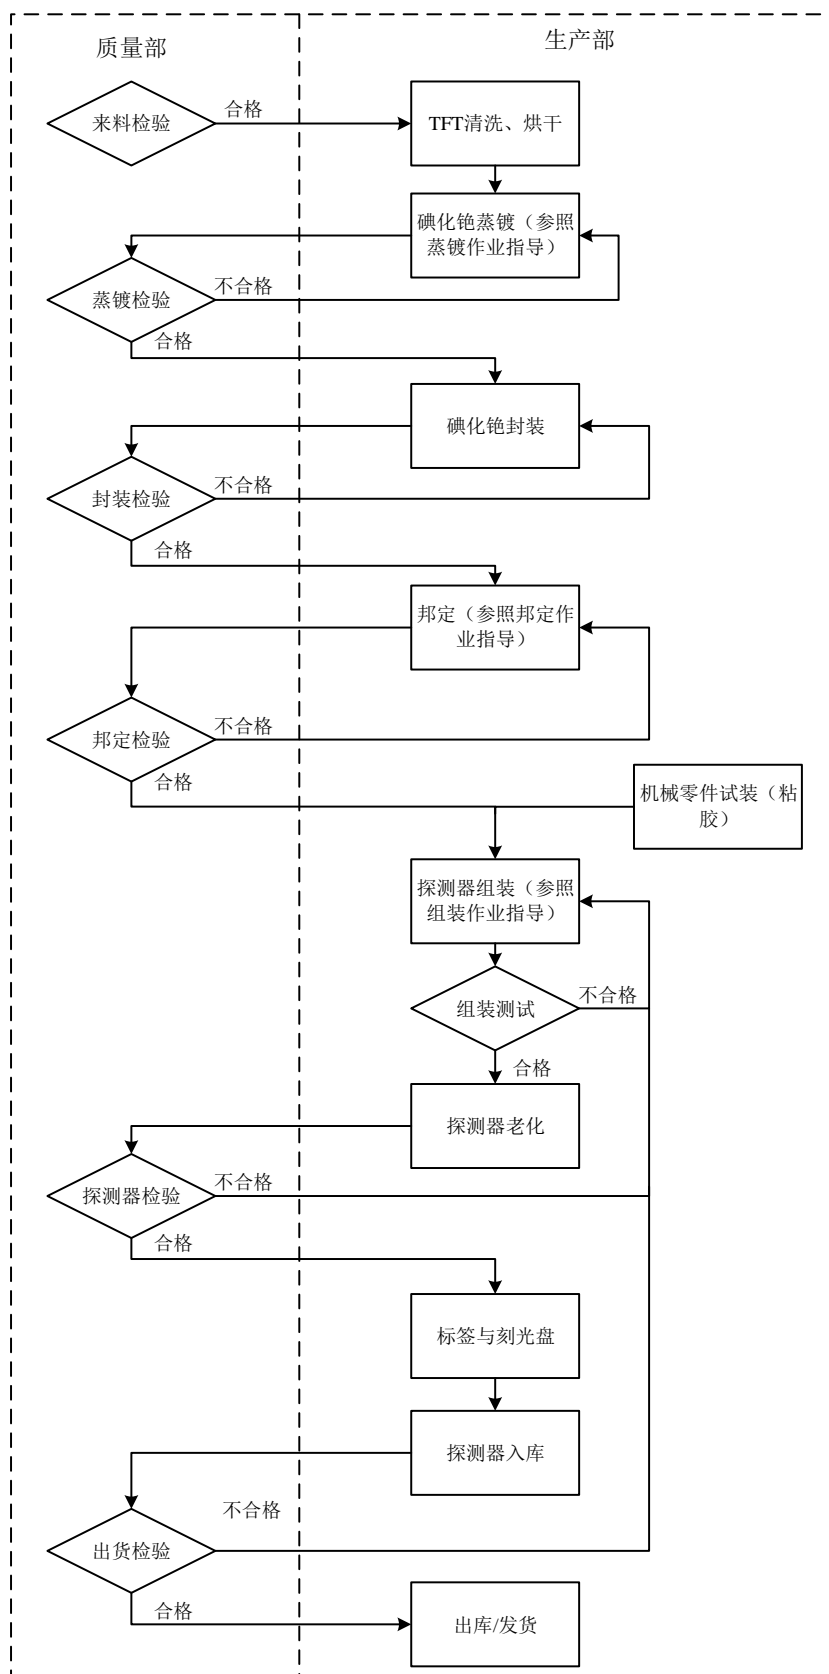 质量部
生产部
来料检验
合格
TFT清洗、烘干
碘化铯蒸镀（参照
蒸镀作业指导）
蒸镀检验
不合格
合格
碘化铯封装
封装检验
不合格
合格
邦定（参照邦定作
业指导）
邦定检验
不合格
合格
机械零件试装（粘
胶）
探测器组装（参照
组装作业指导）
组装测试
不合格
合格
探测器老化
探测器检验
不合格
合格
标签与刻光盘
探测器入库
不合格
出货检验
合格
出库/发货